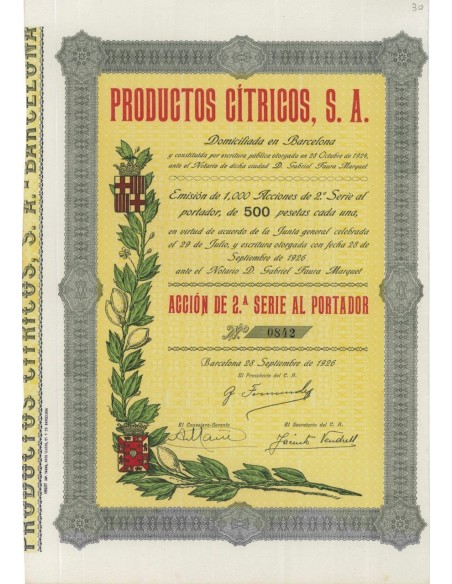 30
PRODUCTOS CÍTRICOS, S. A.
Domiciliada en Barcelona
y constituída por escritura pública otorgada en 28 Octubre de 1924,
ante el Notario de dicha ciudad D. Gabriel Faura Marquet
Emisión de 1,000 Acciones de 2.ª Serie al
portador, de 500 pesetas cada una,
en virtud de acuerdo de la Junta general celebrada
el 29 de Julio, y escritura otorgada con fecha 28 de
Septiembre de 1926
ante el Notario D. Gabriel Faura Marquet
ACCIÓN DE 2.ª SERIE AL PORTADOR
N.º 0842
Barcelona 28 Septiembre de 1926
El Presidente del C. A.
El Consejero-Gerente
El Secretario del C. A.
Jacinto Vendrell
PRODUCTOS CÍTRICOS, S. A. - BARCELONA